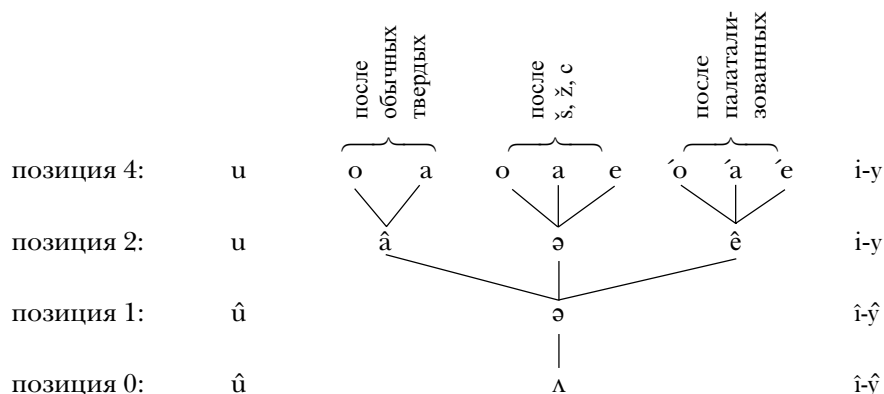 после
обычных
твердых
после
š, ž, c
после
палатали-
зованных
позиция 4: u o a o a e ´o ´a ´e i-y
позиция 2: u â ə ê i-y
позиция 1: û ə î-ŷ
позиция 0: û ʌ î-ŷ